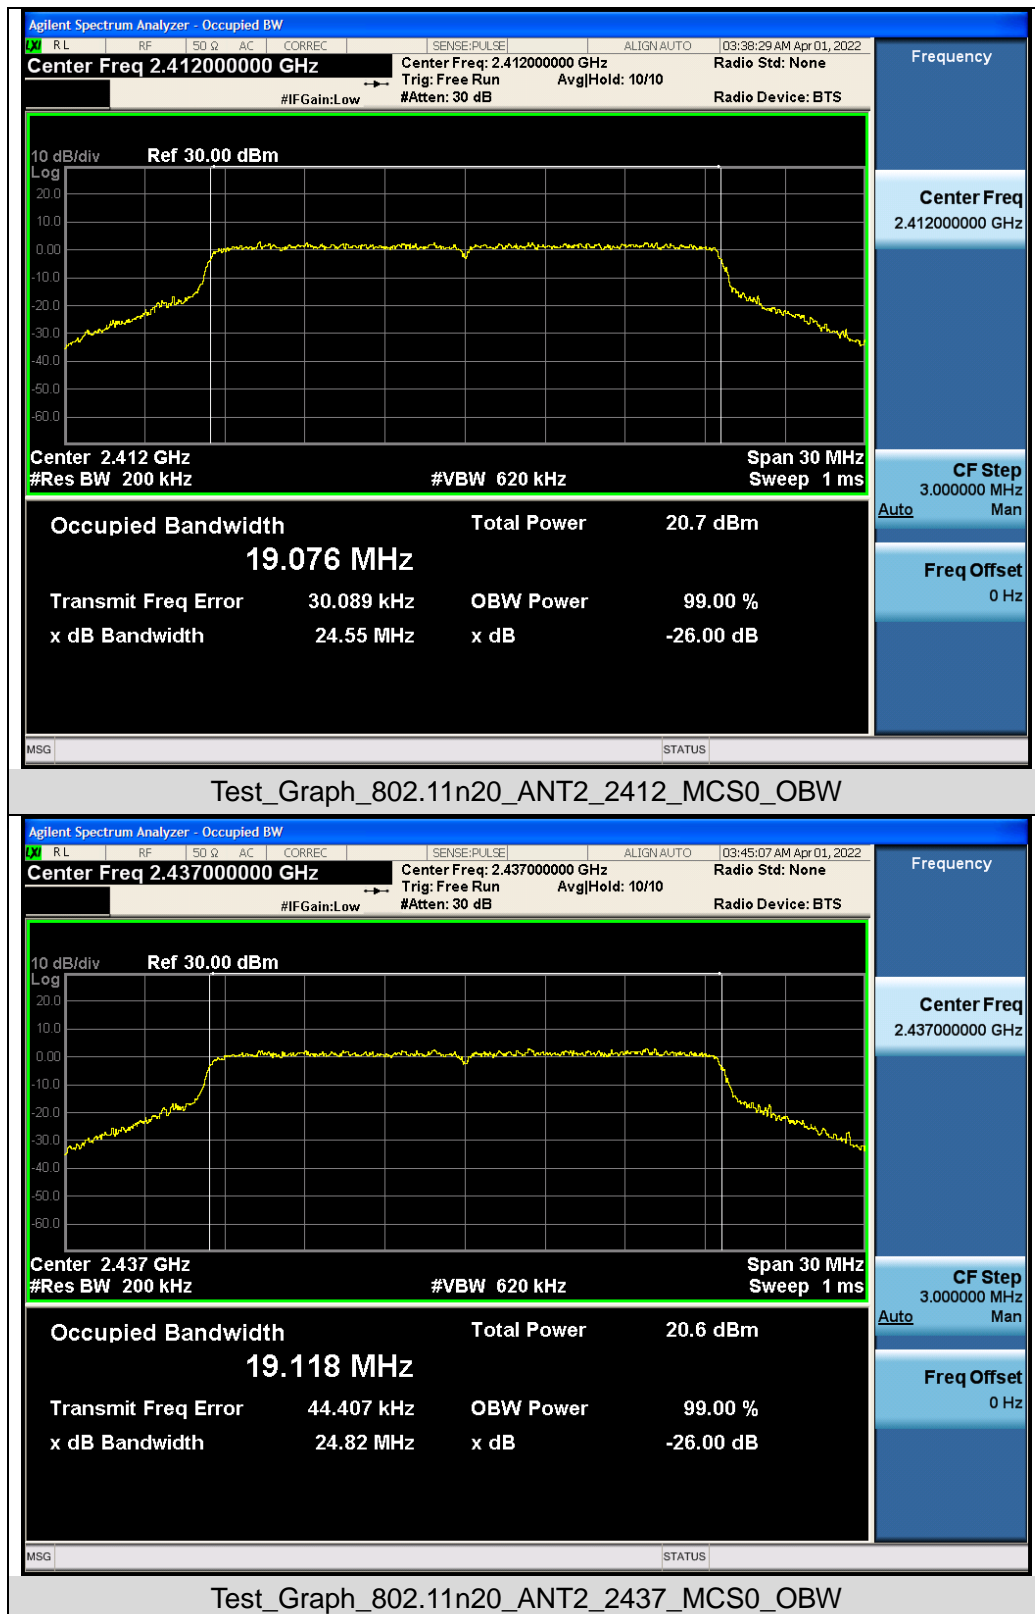 Agilent Spectrum Analyzer - Occupied BW
LXI RL RF 50 Ω AC CORREC SENSE:PULSE ALIGN AUTO 03:38:29 AM Apr 01, 2022
Center Freq 2.412000000 GHz
Center Freq: 2.412000000 GHz
Radio Std: None
Trig: Free Run Avg|Hold: 10/10
#IFGain:Low
#Atten: 30 dB
Radio Device: BTS
Frequency
10 dB/div Ref 30.00 dBm
Log
20.0
10.0
0.00
-10.0
-20.0
-30.0
-40.0
-50.0
-60.0
Center 2.412 GHz Span 30 MHz
#Res BW 200 kHz #VBW 620 kHz Sweep 1 ms
Center Freq
2.412000000 GHz
CF Step
3.000000 MHz
Auto Man
Freq Offset
0 Hz
Occupied Bandwidth Total Power 20.7 dBm
19.076 MHz
Transmit Freq Error 30.089 kHz OBW Power 99.00 %
x dB Bandwidth 24.55 MHz x dB -26.00 dB
MSG STATUS
Test_Graph_802.11n20_ANT2_2412_MCS0_OBW
Agilent Spectrum Analyzer - Occupied BW
LXI RL RF 50 Ω AC CORREC SENSE:PULSE ALIGN AUTO 03:45:07 AM Apr 01, 2022
Center Freq 2.437000000 GHz
Center Freq: 2.437000000 GHz
Radio Std: None
Trig: Free Run Avg|Hold: 10/10
#IFGain:Low
#Atten: 30 dB
Radio Device: BTS
Frequency
10 dB/div Ref 30.00 dBm
Log
20.0
10.0
0.00
-10.0
-20.0
-30.0
-40.0
-50.0
-60.0
Center 2.437 GHz Span 30 MHz
#Res BW 200 kHz #VBW 620 kHz Sweep 1 ms
Center Freq
2.437000000 GHz
CF Step
3.000000 MHz
Auto Man
Freq Offset
0 Hz
Occupied Bandwidth Total Power 20.6 dBm
19.118 MHz
Transmit Freq Error 44.407 kHz OBW Power 99.00 %
x dB Bandwidth 24.82 MHz x dB -26.00 dB
MSG STATUS
Test_Graph_802.11n20_ANT2_2437_MCS0_OBW